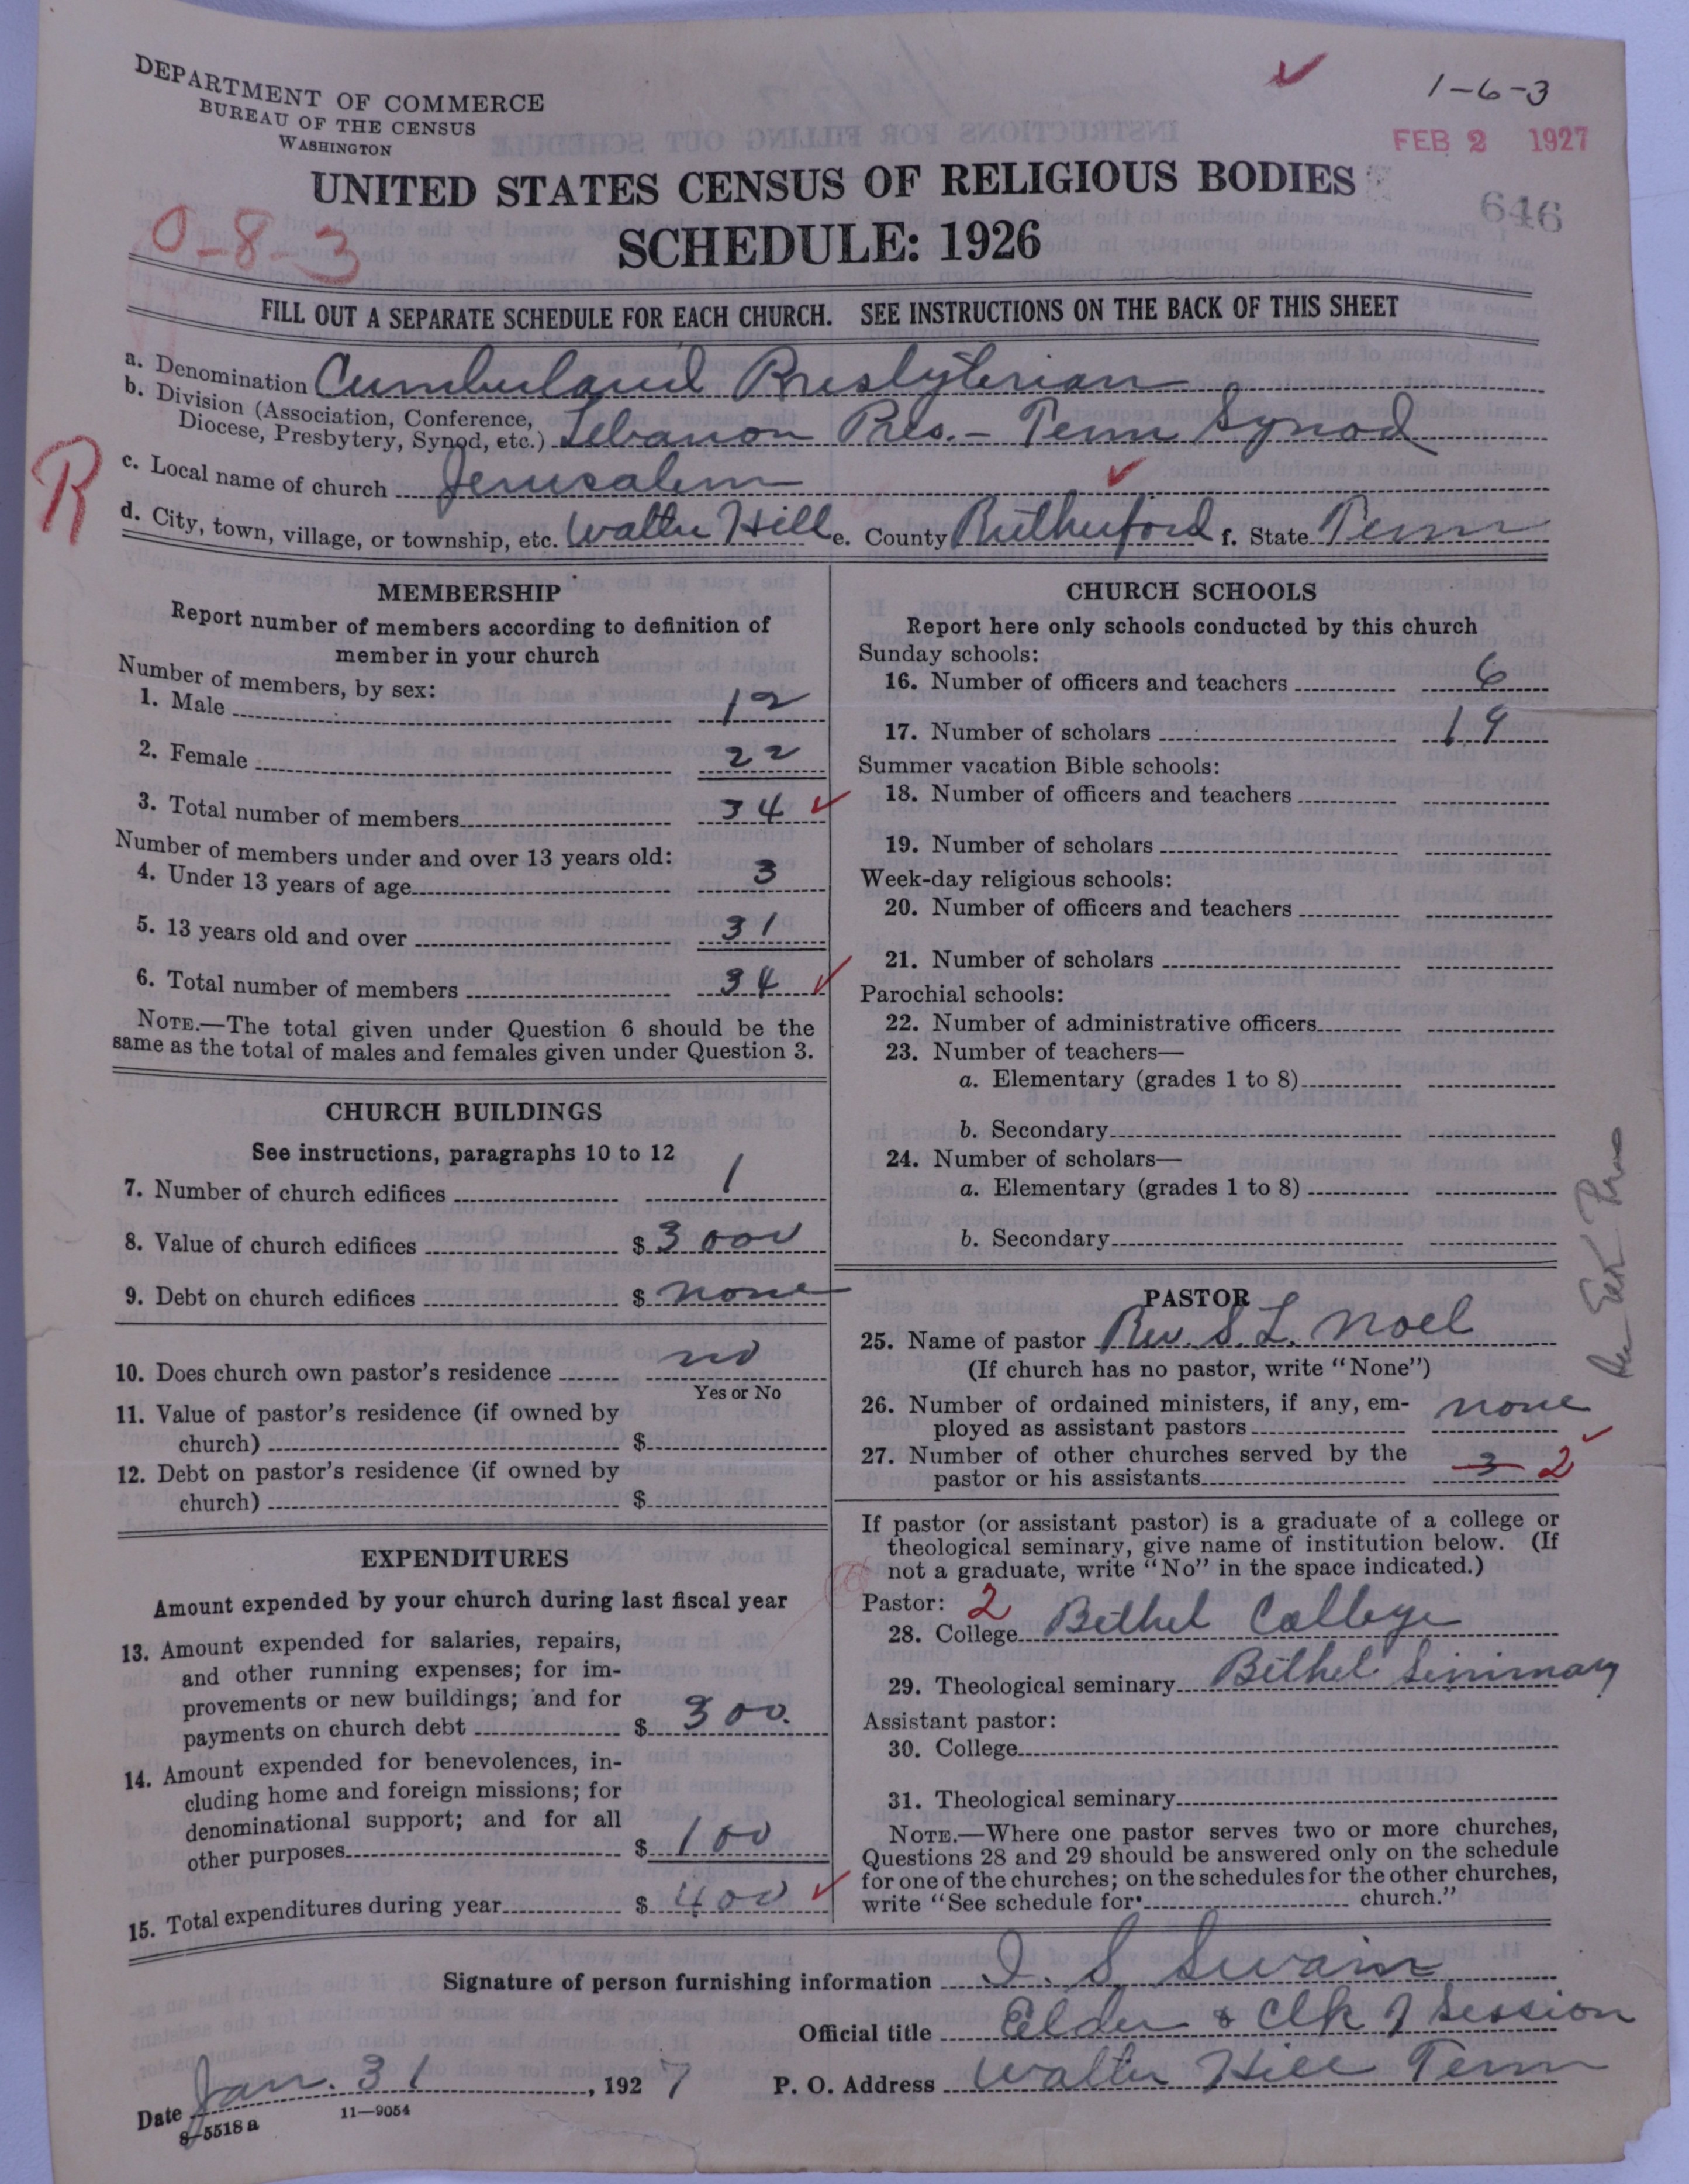 DEPARTMENT OF COMMERCE
BUREAU OF THE CENSUS
WASHINGTON
1-6-3
FEB 2 1927
646
0-8-3
UNITED STATES CENSUS OF RELIGIOUS BODIES
SCHEDULE: 1926
FILL OUT A SEPARATE SCHEDULE FOR EACH CHURCH. SEE INSTRUCTIONS ON THE BACK OF THIS SHEET
a. Denomination Cumberland Presbyterian
b. Division (Association, Conference,
Diocese, Presbytery, Synod, etc.) Lebanon Pres.- Tenn Synod
R
c. Local name of church Jerusalem
d. City, town, village, or township, etc. Walter Hill e. County Rutherford f. State Tenn
MEMBERSHIP
Report number of members according to definition of
member in your church
Number of members, by sex:
1. Male 12
2. Female 22
3. Total number of members 34
Number of members under and over 13 years old:
4. Under 13 years of age 3
5. 13 years old and over 31
6. Total number of members 34
NOTE.—The total given under Question 6 should be the
same as the total of males and females given under Question 3.
CHURCH BUILDINGS
See instructions, paragraphs 10 to 12
7. Number of church edifices 1
8. Value of church edifices $ 3000
9. Debt on church edifices $ none
10. Does church own pastor's residence no
Yes or No
11. Value of pastor's residence (if owned by
church) $
12. Debt on pastor's residence (if owned by
church) $
EXPENDITURES
Amount expended by your church during last fiscal year
13. Amount expended for salaries, repairs,
and other running expenses; for im-
provements or new buildings; and for
payments on church debt $ 300.
14. Amount expended for benevolences, in-
cluding home and foreign missions; for
denominational support; and for all
other purposes $ 100
15. Total expenditures during year $ 400
CHURCH SCHOOLS
Report here only schools conducted by this church
Sunday schools:
16. Number of officers and teachers 6
17. Number of scholars 19
Summer vacation Bible schools:
18. Number of officers and teachers
19. Number of scholars
Week-day religious schools:
20. Number of officers and teachers
21. Number of scholars
Parochial schools:
22. Number of administrative officers
23. Number of teachers—
a. Elementary (grades 1 to 8)
b. Secondary
24. Number of scholars—
a. Elementary (grades 1 to 8)
b. Secondary
PASTOR
25. Name of pastor Rev. S. L. Noel
(If church has no pastor, write "None")
26. Number of ordained ministers, if any, em-
ployed as assistant pastors none
27. Number of other churches served by the
pastor or his assistants 3 2
If pastor (or assistant pastor) is a graduate of a college or
theological seminary, give name of institution below. (If
not a graduate, write "No" in the space indicated.)
Pastor: 2
28. College Bethel College
29. Theological seminary Bethel Siminary
Assistant pastor:
30. College
31. Theological seminary
NOTE.—Where one pastor serves two or more churches,
Questions 28 and 29 should be answered only on the schedule
for one of the churches; on the schedules for the other churches,
write "See schedule for church."
Signature of person furnishing information J. S. Swain
Official title Elder & Clk of Session
Date Jan. 31, 1927 P. O. Address Walter Hill Tenn
8-5518 a 11-9054